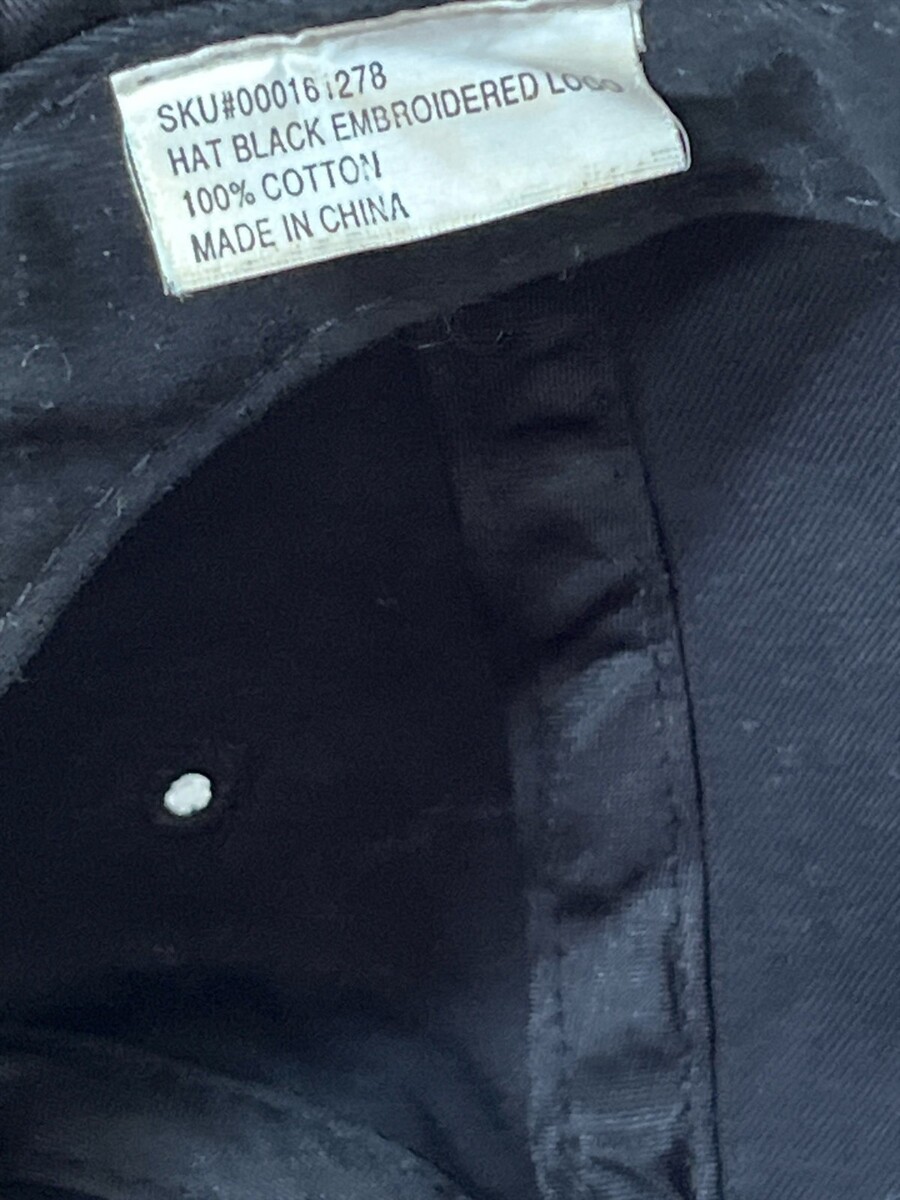 SKU#000161278
HAT BLACK EMBROIDERED LOGO
100% COTTON
MADE IN CHINA